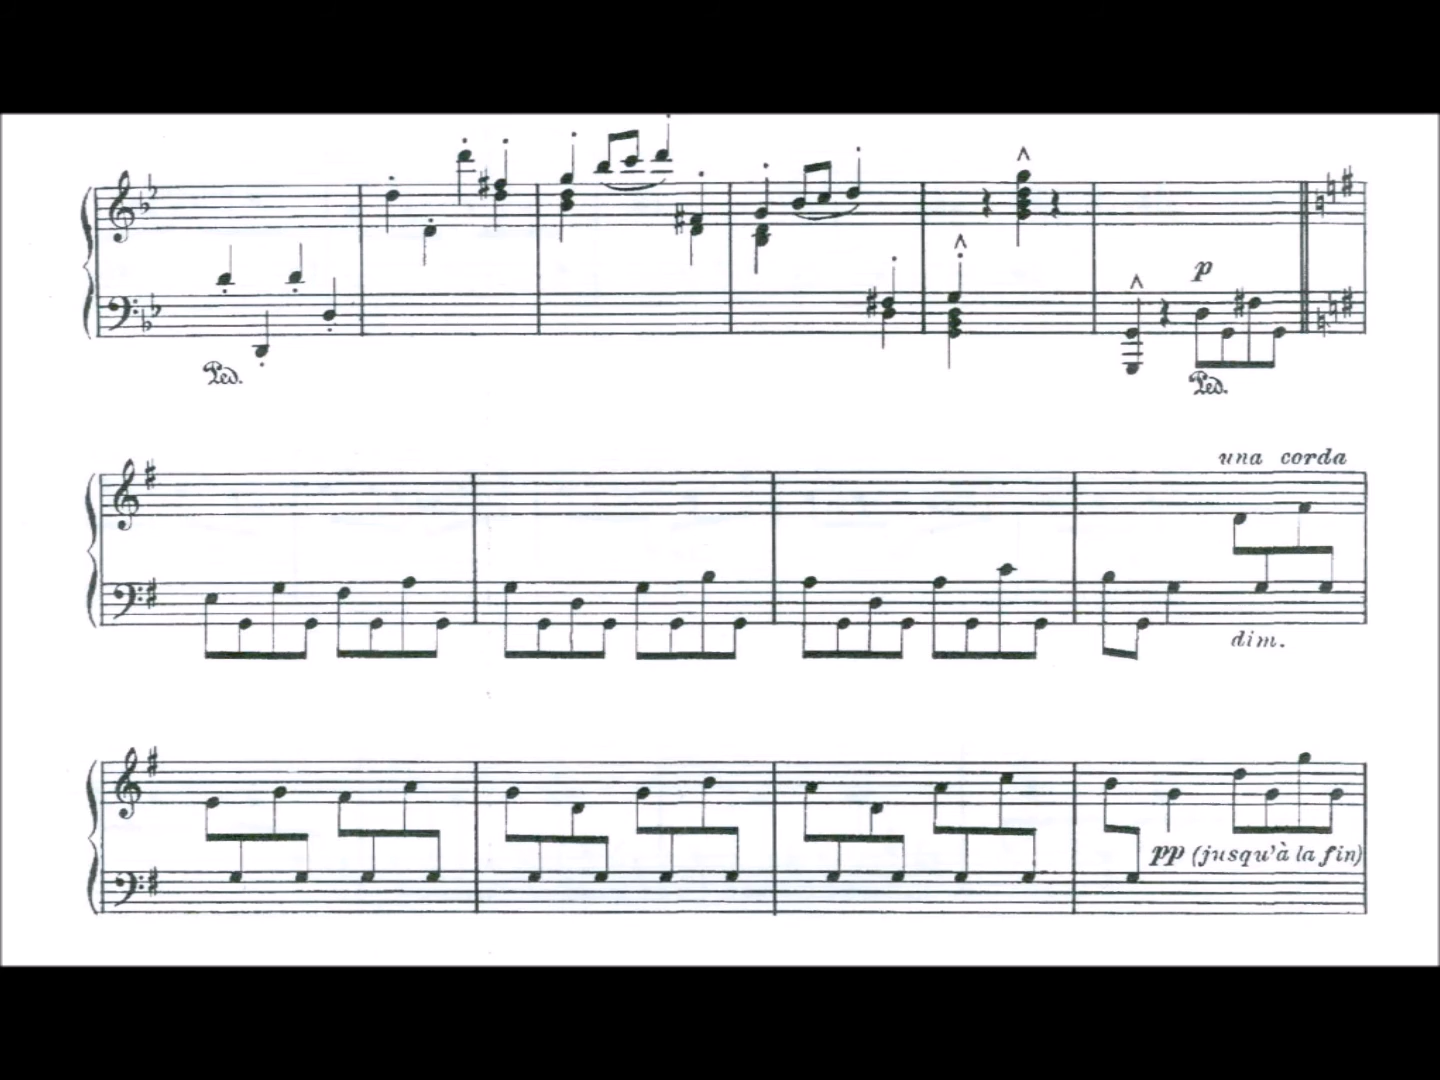 p
Ped.
Ped.
una corda
dim.
pp (jusqu'à la fin)